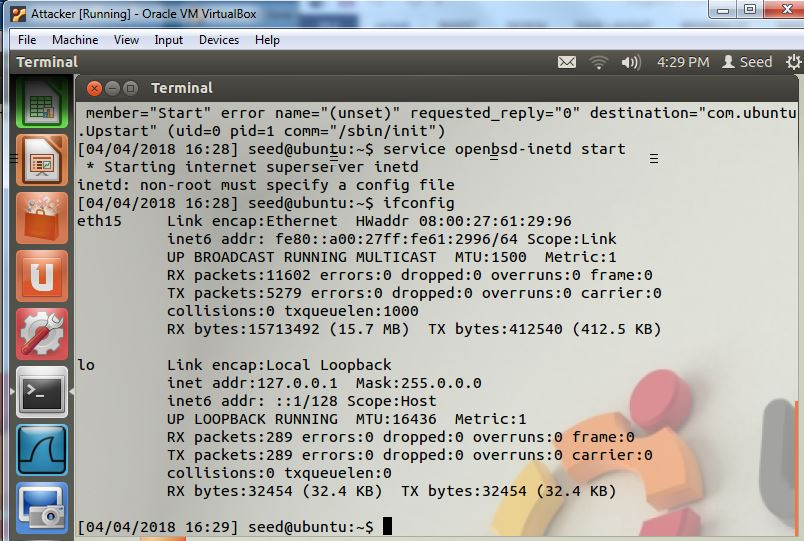 Attacker [Running] - Oracle VM VirtualBox
File Machine View Input Devices Help
Terminal 4:29 PM Seed
Terminal
member="Start" error name="(unset)" requested_reply="0" destination="com.ubuntu
.Upstart" (uid=0 pid=1 comm="/sbin/init")
[04/04/2018 16:28] seed@ubuntu:~$ service openbsd-inetd start
* Starting internet superserver inetd
inetd: non-root must specify a config file
[04/04/2018 16:28] seed@ubuntu:~$ ifconfig
eth15 Link encap:Ethernet HWaddr 08:00:27:61:29:96
inet6 addr: fe80::a00:27ff:fe61:2996/64 Scope:Link
UP BROADCAST RUNNING MULTICAST MTU:1500 Metric:1
RX packets:11602 errors:0 dropped:0 overruns:0 frame:0
TX packets:5279 errors:0 dropped:0 overruns:0 carrier:0
collisions:0 txqueuelen:1000
RX bytes:15713492 (15.7 MB) TX bytes:412540 (412.5 KB)
lo Link encap:Local Loopback
inet addr:127.0.0.1 Mask:255.0.0.0
inet6 addr: ::1/128 Scope:Host
UP LOOPBACK RUNNING MTU:16436 Metric:1
RX packets:289 errors:0 dropped:0 overruns:0 frame:0
TX packets:289 errors:0 dropped:0 overruns:0 carrier:0
collisions:0 txqueuelen:0
RX bytes:32454 (32.4 KB) TX bytes:32454 (32.4 KB)
[04/04/2018 16:29] seed@ubuntu:~$